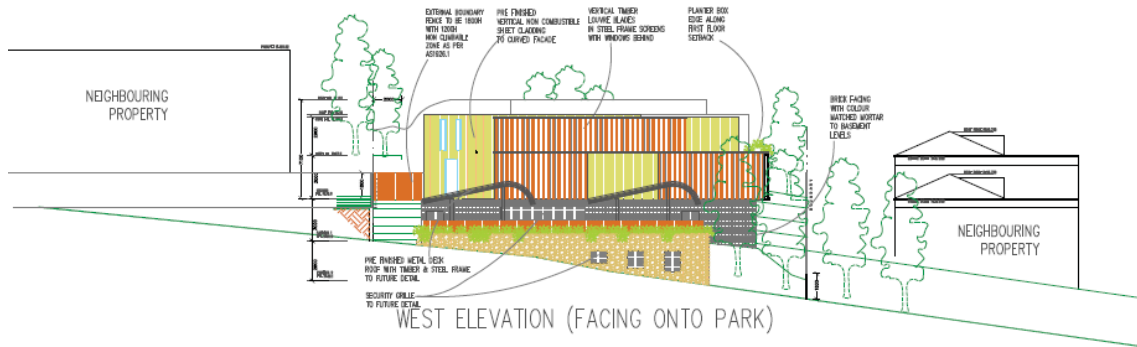 EXTERNAL BOUNDARY
FENCE TO BE 1800H
WITH 1200H
NON CLIMBABLE
ZONE AS PER
AS1926.1
PRE FINISHED
VERTICAL NON COMBUSTIBLE
SHEET CLADDING
TO CURVED FACADE
VERTICAL TIMBER
LOUVRE BLADES
IN STEEL FRAME SCREENS
WITH WINDOWS BEHIND
PLANTER BOX
EDGE ALONG
FIRST FLOOR
SETBACK
NEIGHBOURING
PROPERTY
BRICK FACING
WITH COLOUR
MATCHED MORTAR
TO BASEMENT
LEVELS
NEIGHBOURING
PROPERTY
PRE FINISHED METAL DECK
ROOF WITH TIMBER & STEEL FRAME
TO FUTURE DETAIL
SECURITY GRILLE
TO FUTURE DETAIL
WEST ELEVATION (FACING ONTO PARK)